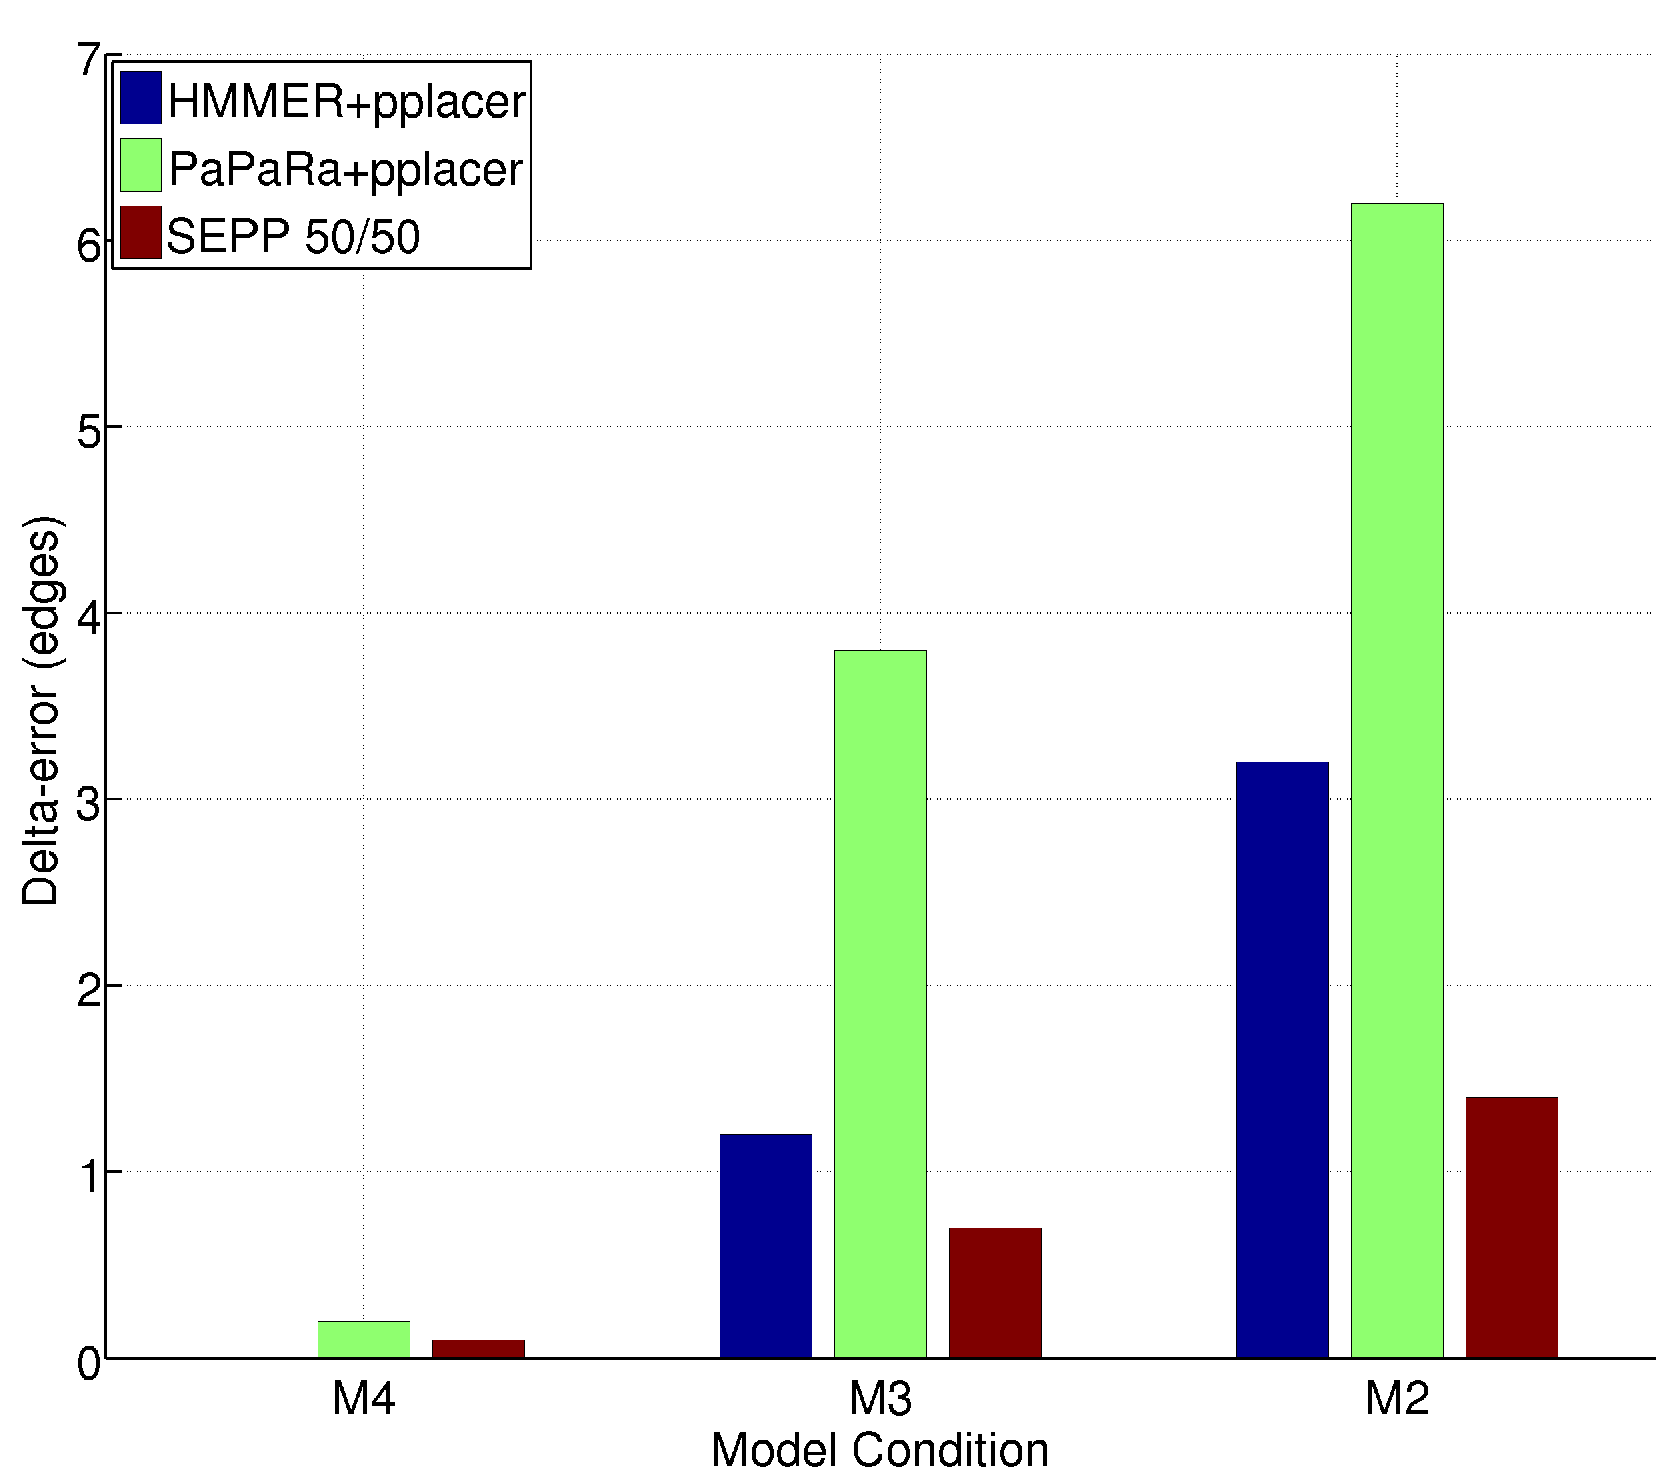 7
HMMER+pplacer
PaPaRa+pplacer
6
SEPP 50/50
5
4
3
2
1
0
Delta-error (edges)
M4 M3 M2
Model Condition